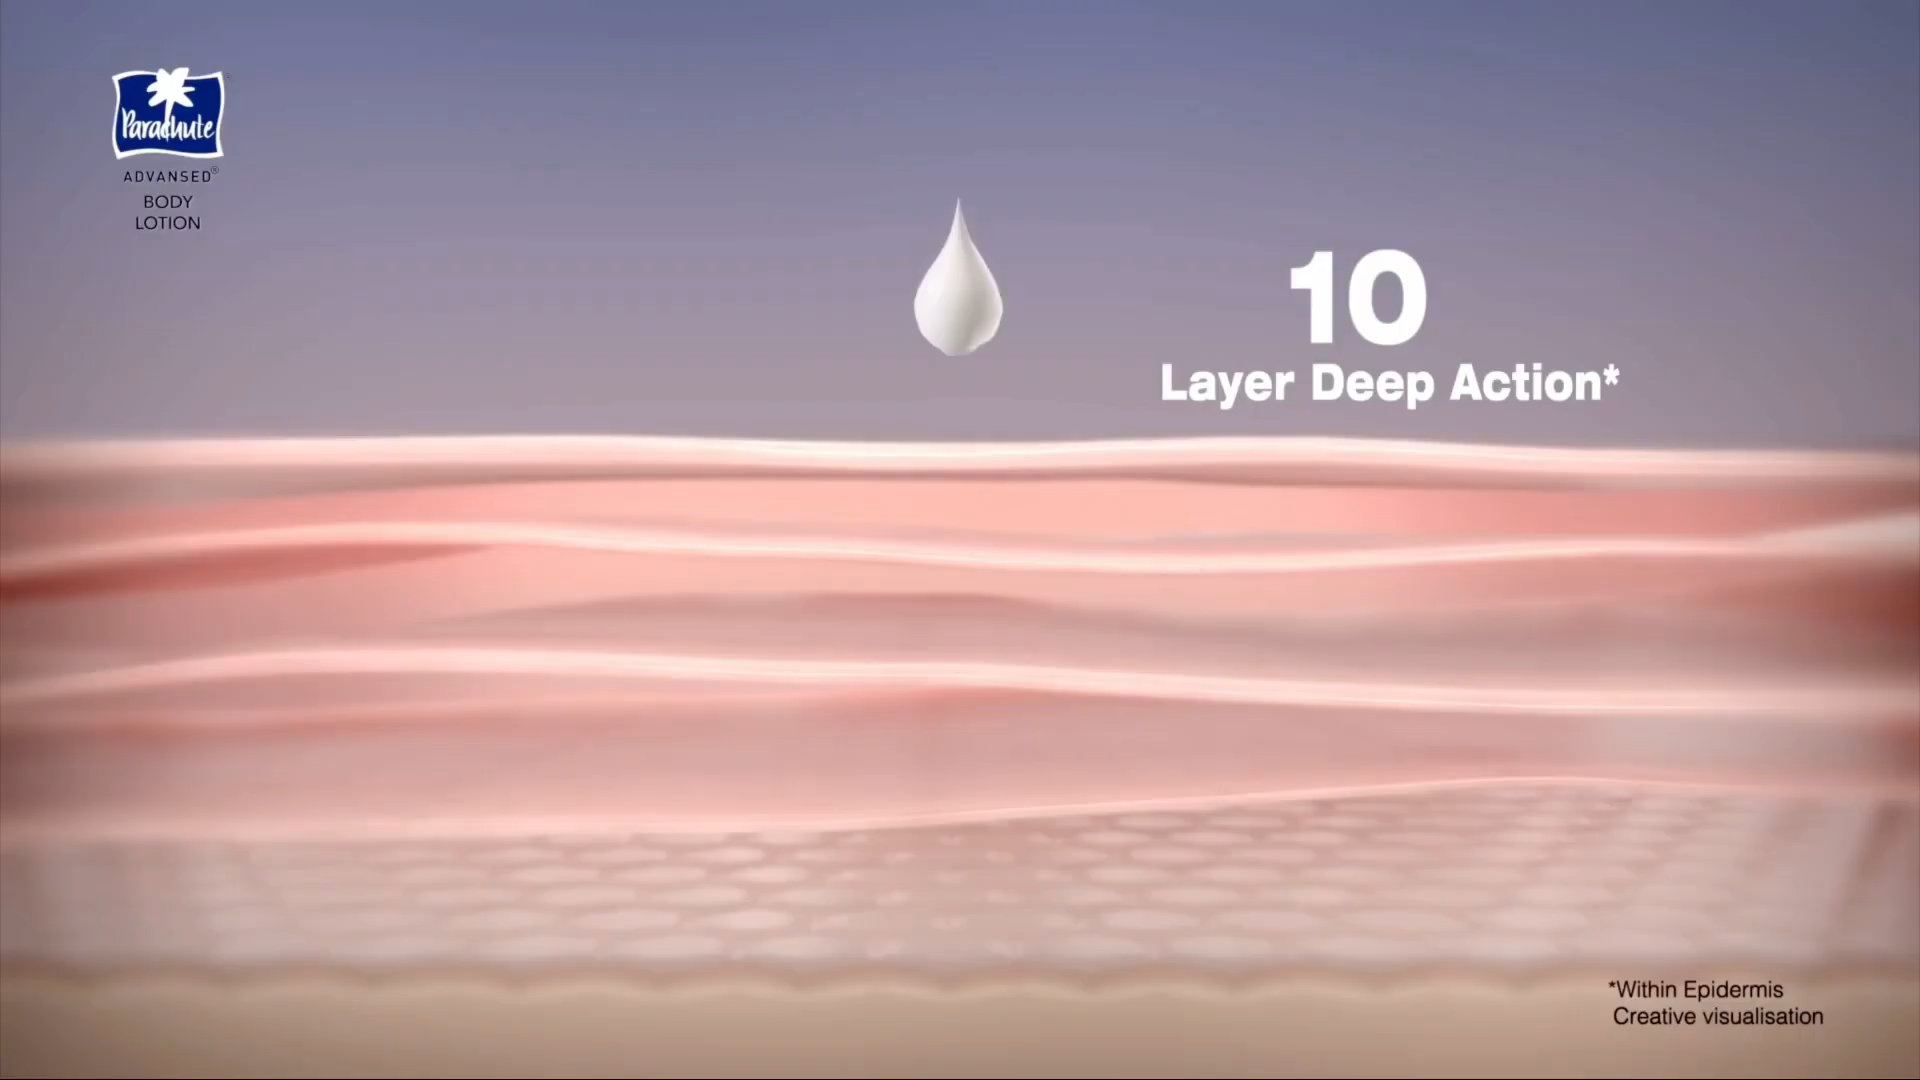 Parachute
ADVANSED®
BODY
LOTION
10
Layer Deep Action*
*Within Epidermis
Creative visualisation